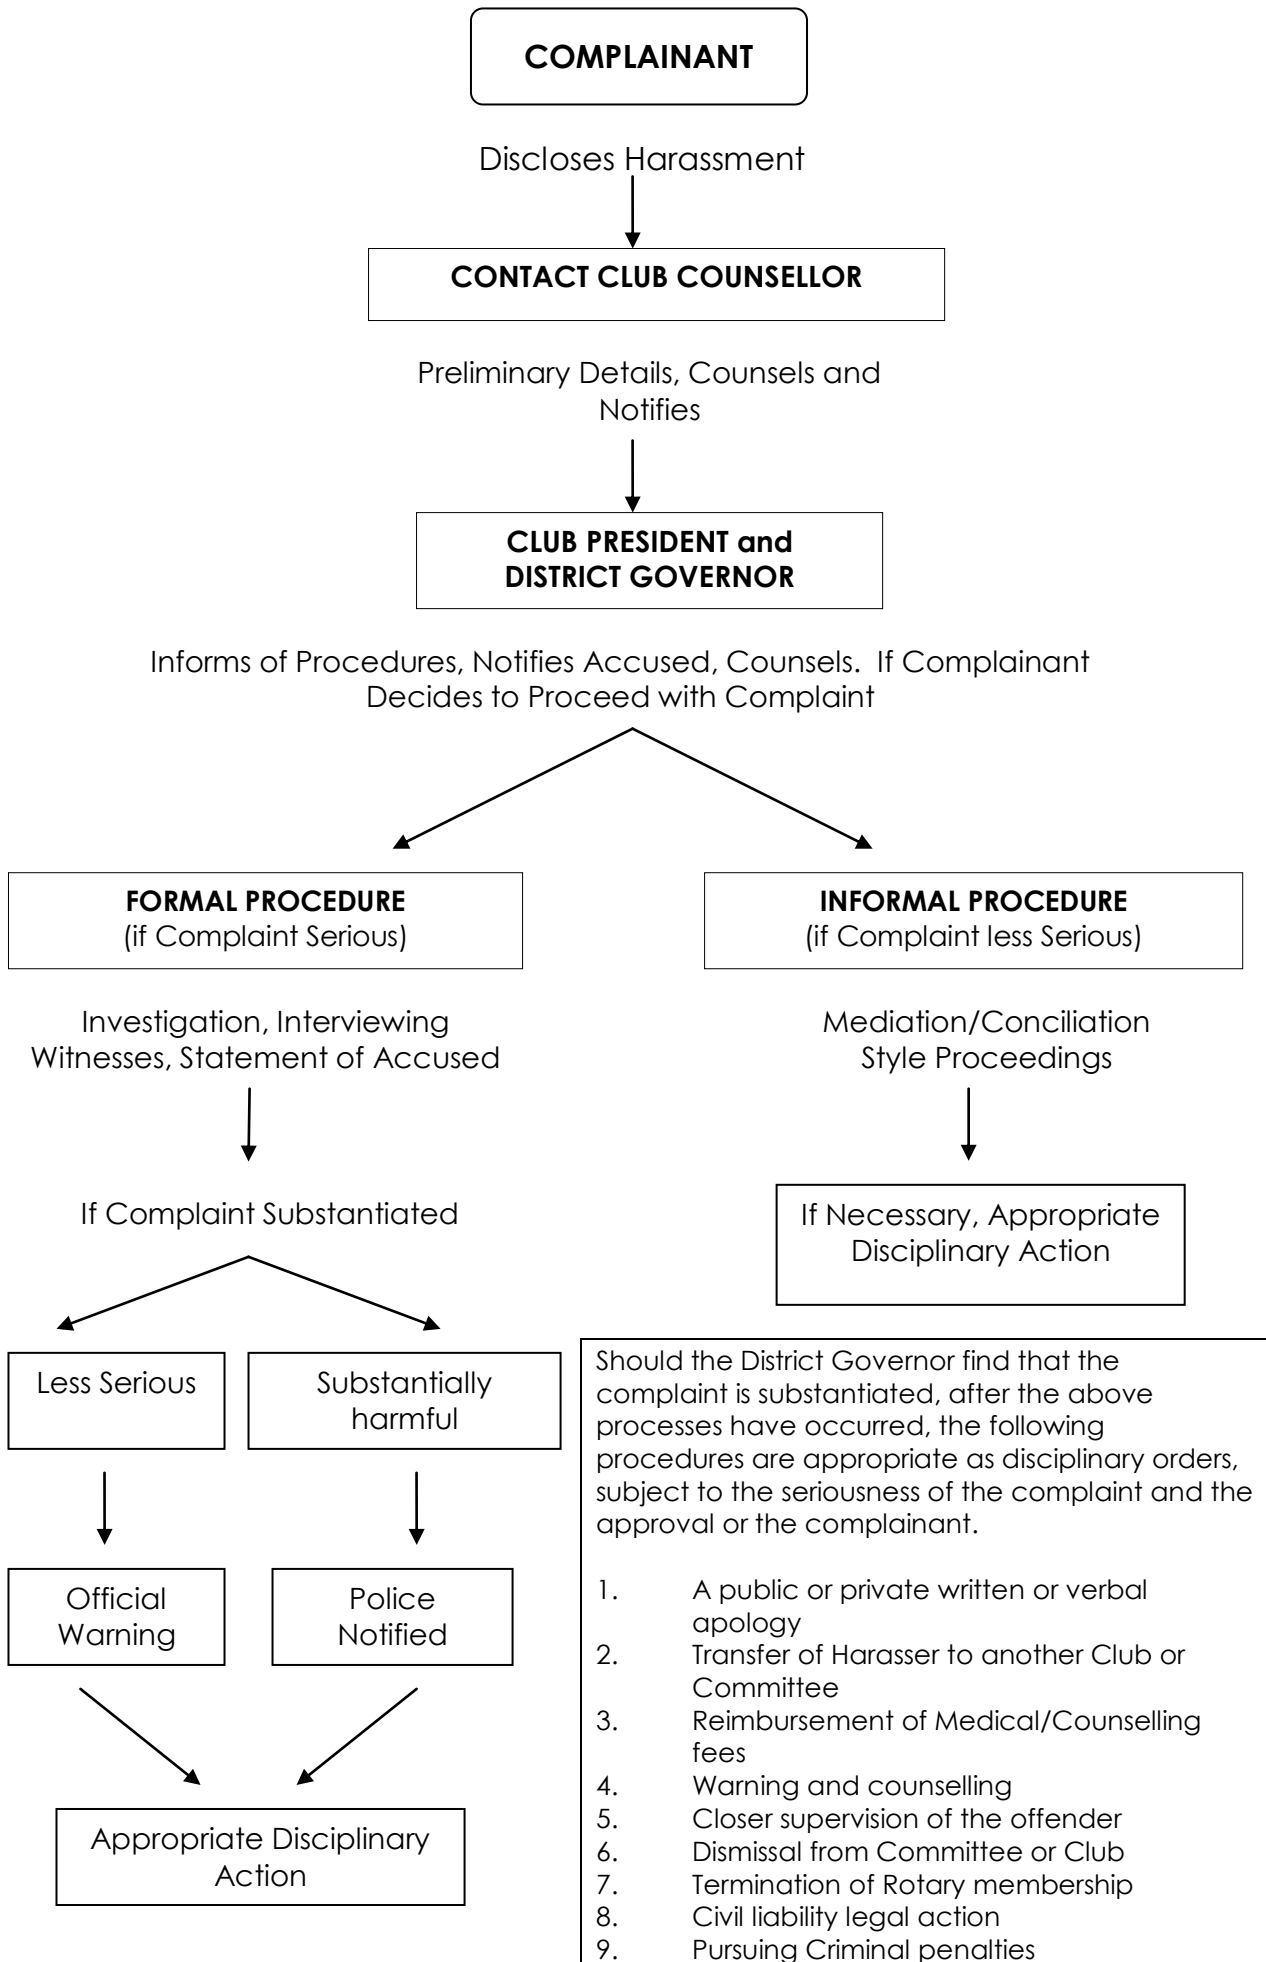 COMPLAINANT
Discloses Harassment
CONTACT CLUB COUNSELLOR
Preliminary Details, Counsels and
Notifies
CLUB PRESIDENT and
DISTRICT GOVERNOR
Informs of Procedures, Notifies Accused, Counsels.  If Complainant
Decides to Proceed with Complaint
FORMAL PROCEDURE
(if Complaint Serious)
INFORMAL PROCEDURE
(if Complaint less Serious)
Investigation, Interviewing
Witnesses, Statement of Accused
Mediation/Conciliation
Style Proceedings
If Complaint Substantiated
If Necessary, Appropriate
Disciplinary Action
Less Serious
Substantially
harmful
Official
Warning
Police
Notified
Appropriate Disciplinary
Action
Should the District Governor find that the
complaint is substantiated, after the above
processes have occurred, the following
procedures are appropriate as disciplinary orders,
subject to the seriousness of the complaint and the
approval or the complainant.
1. A public or private written or verbal
apology
2. Transfer of Harasser to another Club or
Committee
3. Reimbursement of Medical/Counselling
fees
4. Warning and counselling
5. Closer supervision of the offender
6. Dismissal from Committee or Club
7. Termination of Rotary membership
8. Civil liability legal action
9. Pursuing Criminal penalties